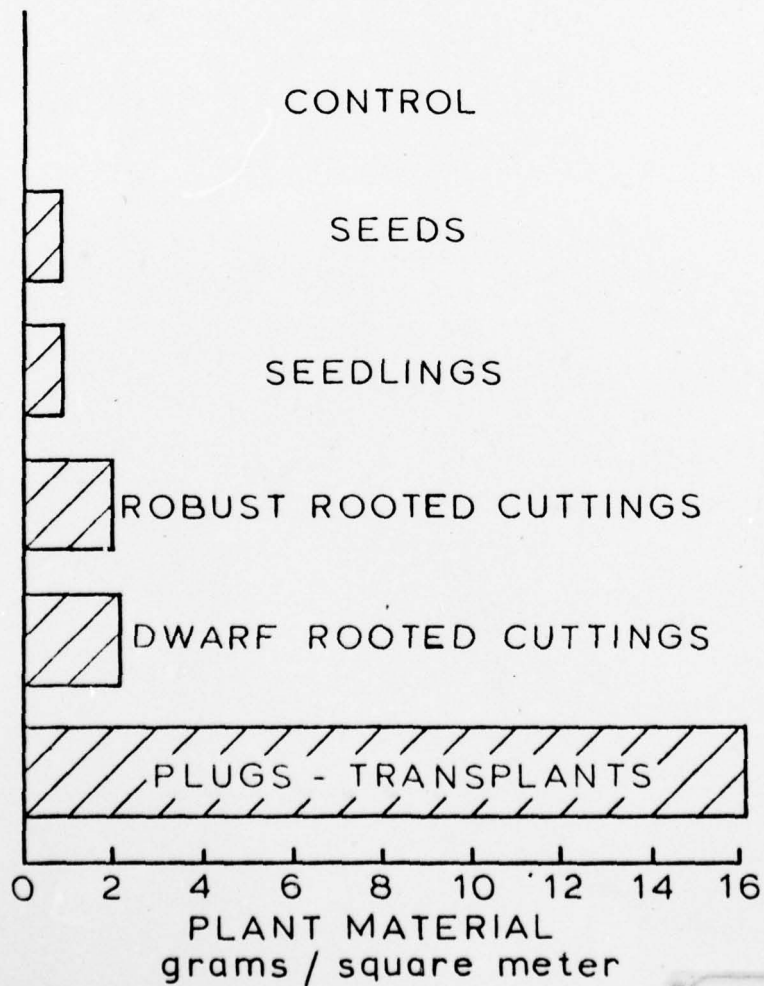 CONTROL
SEEDS
SEEDLINGS
ROBUST ROOTED CUTTINGS
DWARF ROOTED CUTTINGS
PLUGS - TRANSPLANTS
0 2 4 6 8 10 12 14 16
PLANT MATERIAL
grams / square meter